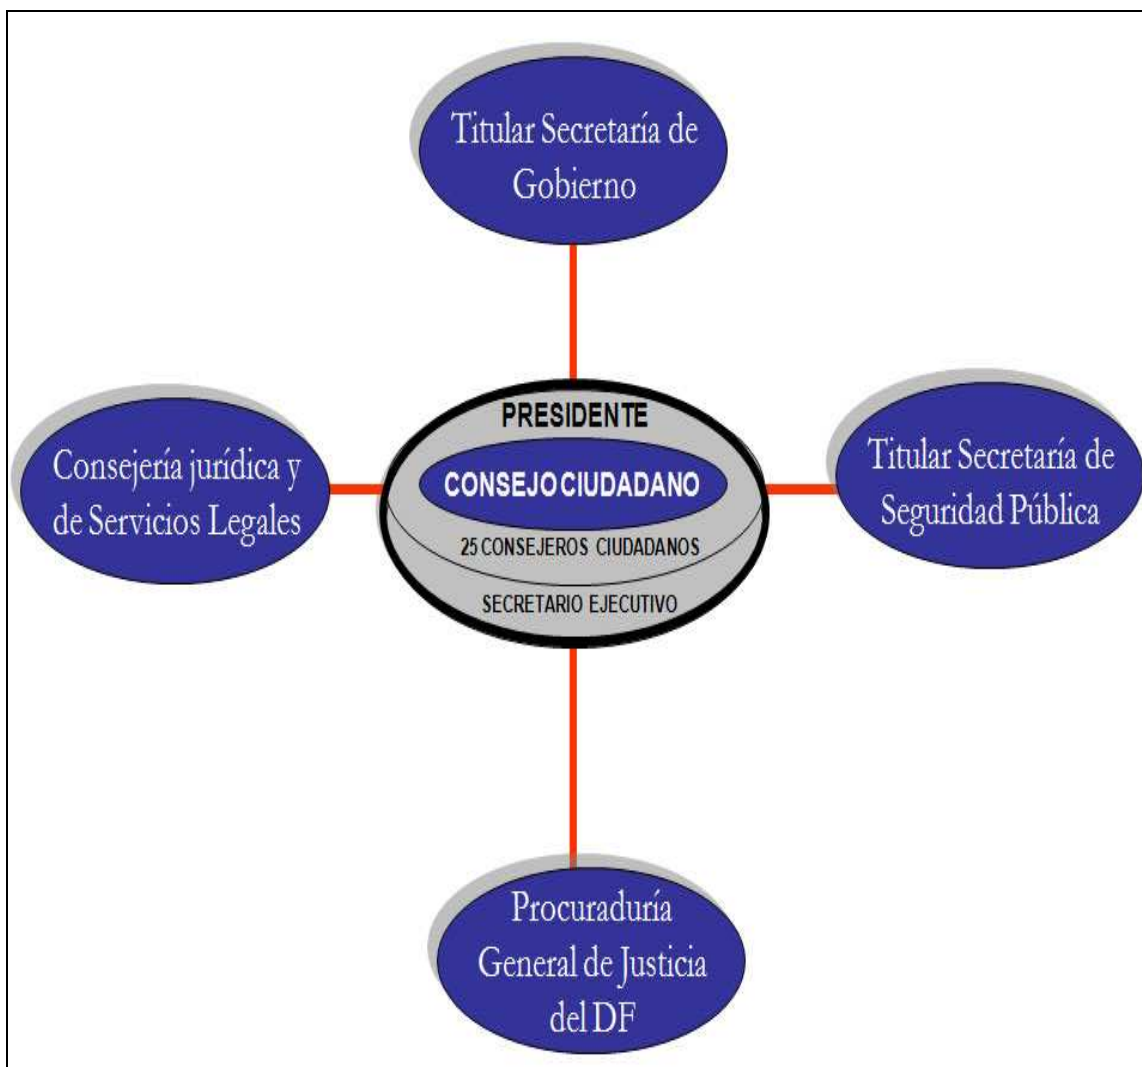 Titular Secretaría de
Gobierno
Consejería jurídica y
de Servicios Legales
PRESIDENTE
CONSEJO CIUDADANO
25 CONSEJEROS CIUDADANOS
SECRETARIO EJECUTIVO
Titular Secretaría de
Seguridad Pública
Procuraduría
General de Justicia
del DF